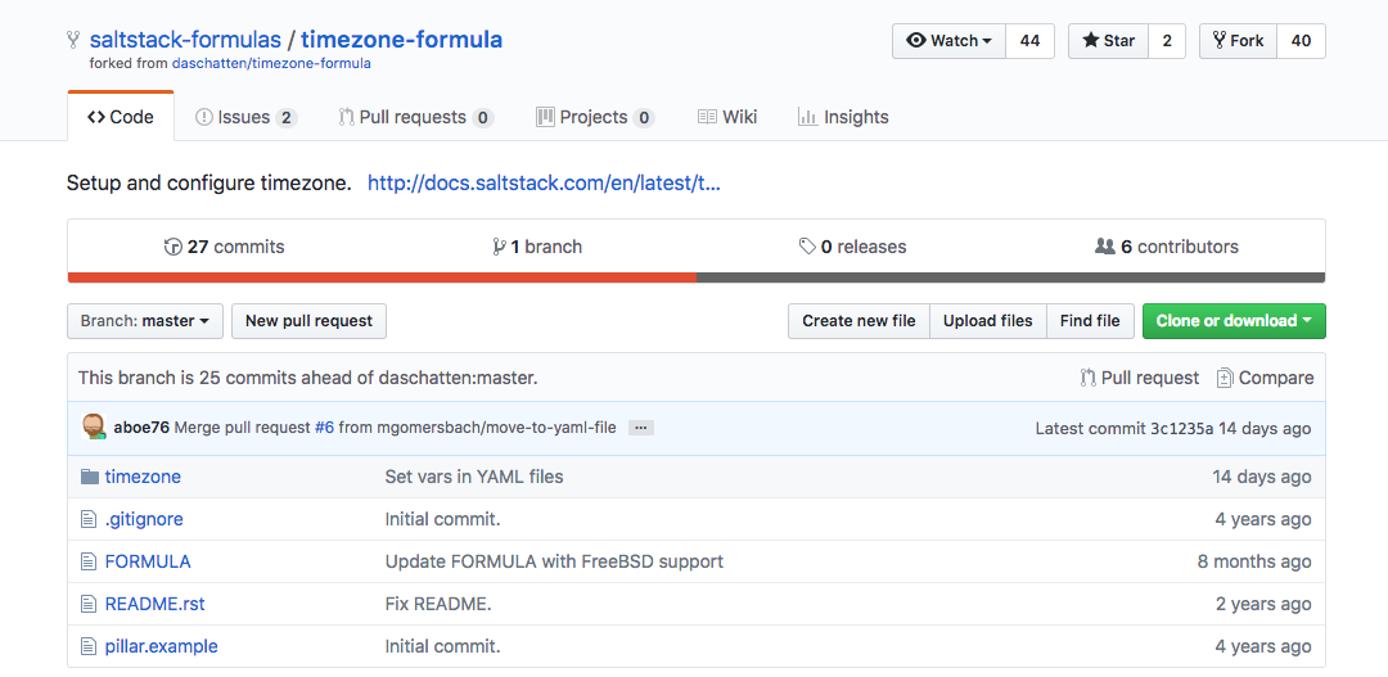 saltstack-formulas / timezone-formula
Watch 44 Star 2 Fork 40
forked from daschatten/timezone-formula
Code Issues 2 Pull requests 0 Projects 0 Wiki Insights
Setup and configure timezone. http://docs.saltstack.com/en/latest/t...
27 commits 1 branch 0 releases 6 contributors
Branch: master New pull request Create new file Upload files Find file Clone or download
This branch is 25 commits ahead of daschatten:master. Pull request Compare
aboe76 Merge pull request #6 from mgomersbach/move-to-yaml-file ... Latest commit 3c1235a 14 days ago
timezone Set vars in YAML files 14 days ago
.gitignore Initial commit. 4 years ago
FORMULA Update FORMULA with FreeBSD support 8 months ago
README.rst Fix README. 2 years ago
pillar.example Initial commit. 4 years ago